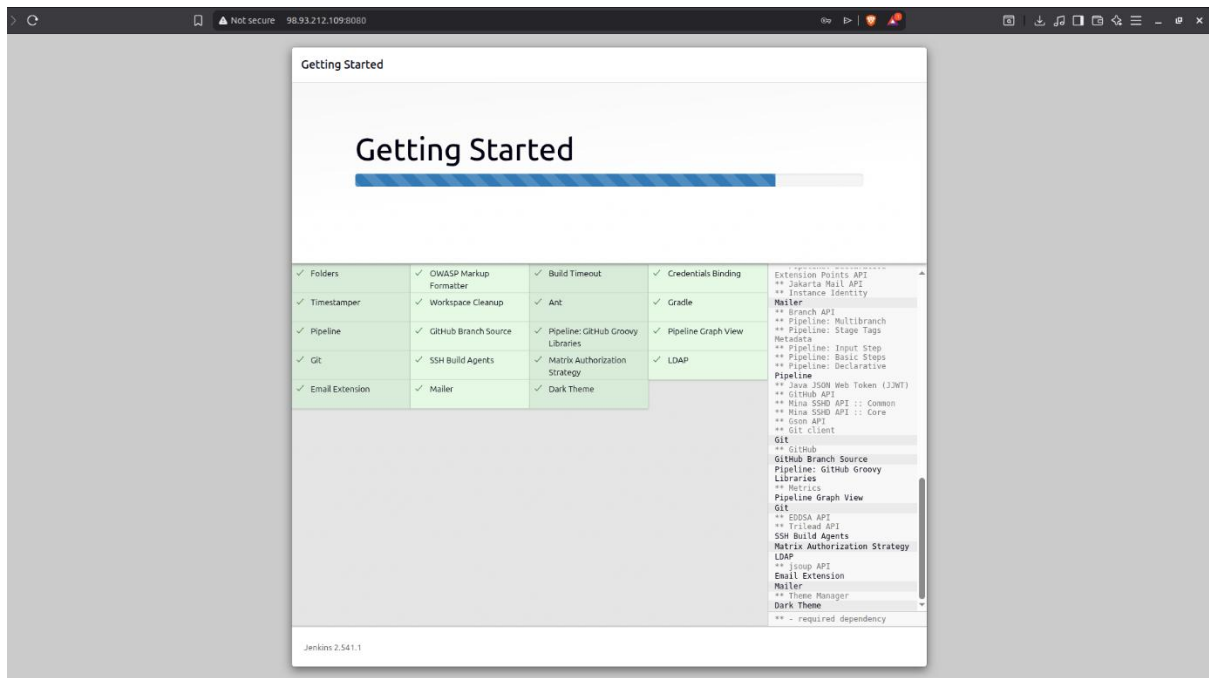 Not secure 98.93.212.109:8080
Getting Started
Getting Started
Folders
OWASP Markup
Formatter
Build Timeout
Credentials Binding
Timestamper
Workspace Cleanup
Ant
Gradle
Pipeline
GitHub Branch Source
Pipeline: GitHub Groovy
Libraries
Pipeline Graph View
Git
SSH Build Agents
Matrix Authorization
Strategy
LDAP
Email Extension
Mailer
Dark Theme
Extension Points API
** Jakarta Mail API
** Instance Identity
Mailer
** Branch API
** Pipeline: Multibranch
** Pipeline: Stage Tags
Metadata
** Pipeline: Input Step
** Pipeline: Basic Steps
** Pipeline: Declarative
Pipeline
** Java JSON Web Token (JJWT)
** GitHub API
** Mina SSHD API :: Common
** Mina SSHD API :: Core
** Gson API
** Git client
Git
** GitHub
GitHub Branch Source
Pipeline: GitHub Groovy
Libraries
** Metrics
Pipeline Graph View
Git
** EDDSA API
** Trilead API
SSH Build Agents
Matrix Authorization Strategy
LDAP
** jsoup API
Email Extension
Mailer
** Theme Manager
Dark Theme
** - required dependency
Jenkins 2.541.1